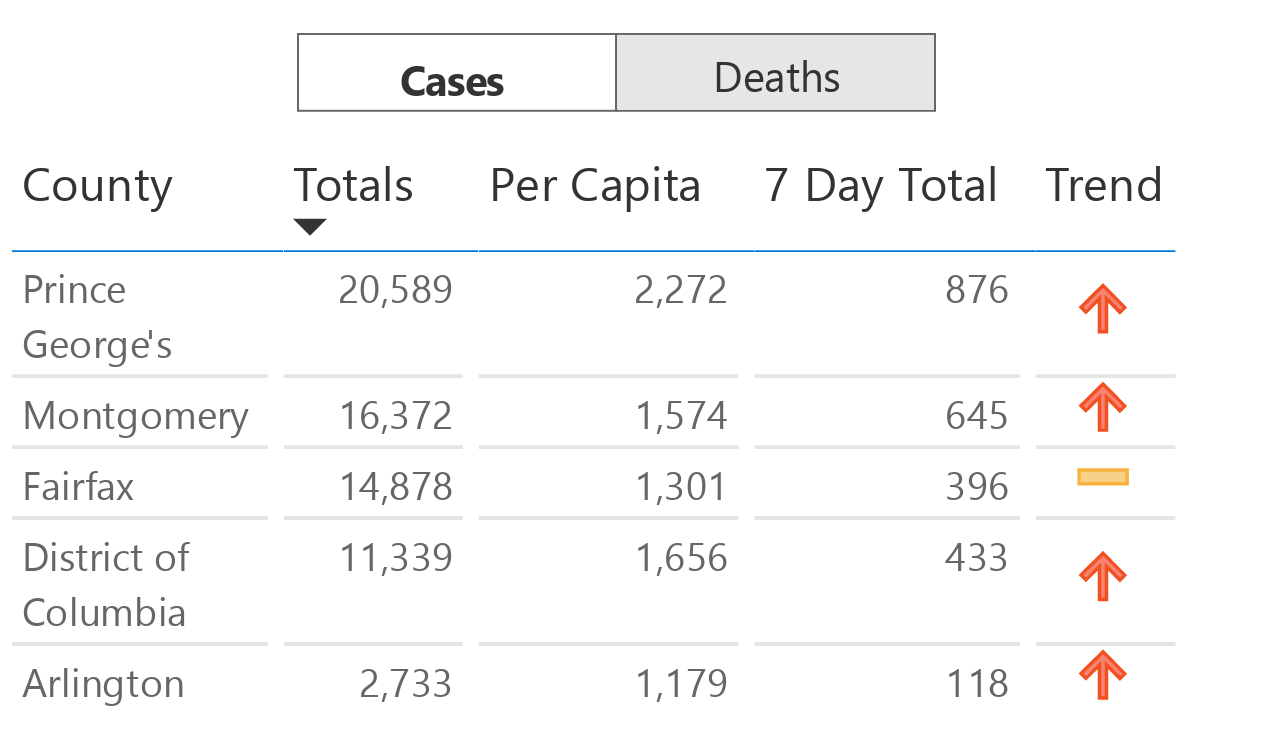 Cases Deaths
County Totals Per Capita 7 Day Total Trend
Prince 20,589 2,272 876
George's
Montgomery 16,372 1,574 645
Fairfax 14,878 1,301 396
District of 11,339 1,656 433
Columbia
Arlington 2,733 1,179 118